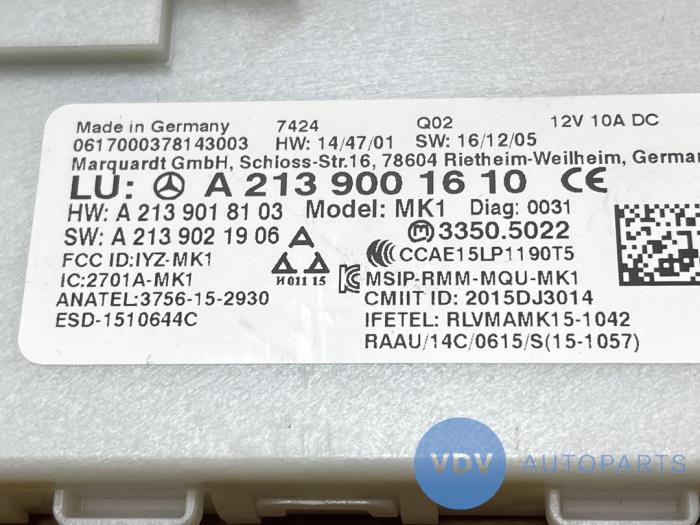 Made in Germany 7424 Q02 12V 10A DC
0617000378143003 HW: 14/47/01 SW: 16/12/05
Marquardt GmbH, Schloss-Str.16, 78604 Rietheim-Weilheim, German
LU: A 213 900 16 10 CE
HW: A 213 901 81 03 Model: MK1 Diag: 0031
SW: A 213 902 19 06 M 3350.5022
FCC ID:IYZ-MK1 CCAE15LP1190T5
IC:2701A-MK1 И011 15 MSIP-RMM-MQU-MK1
ANATEL:3756-15-2930 CMIIT ID: 2015DJ3014
ESD-1510644C IFETEL: RLVMAMK15-1042
RAAU/14C/0615/S(15-1057)
VDV AUTOPARTS